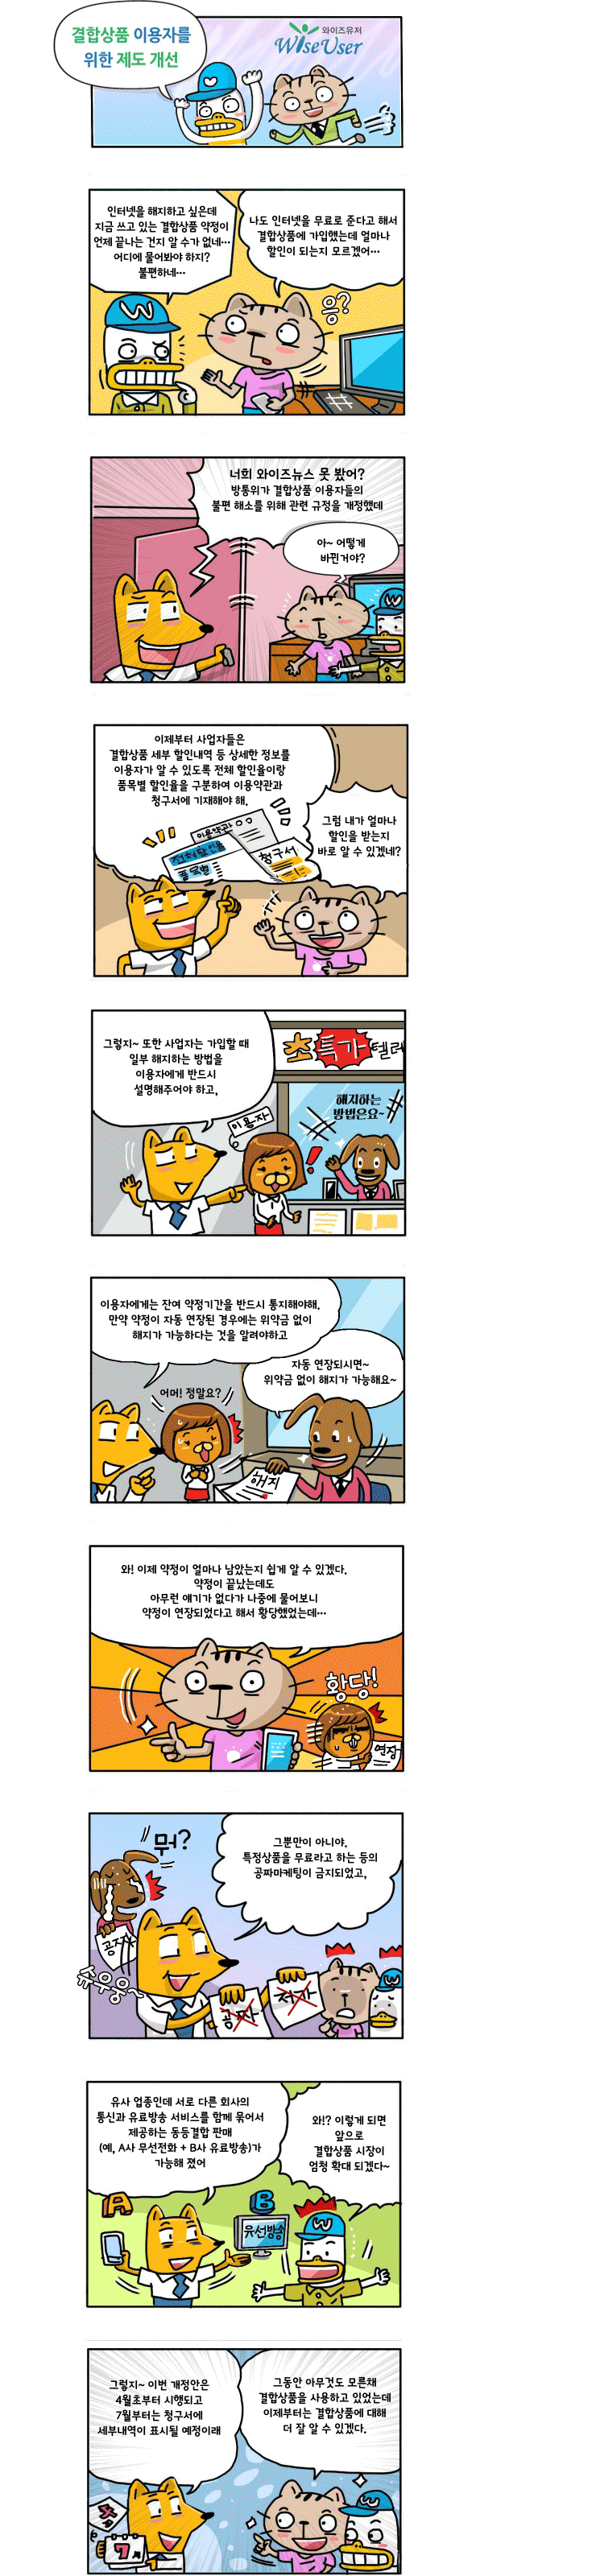 결합상품 이용자를
위한 제도 개선
와이즈유저
WiseUser
인터넷을 해지하고 싶은데
지금 쓰고 있는 결합상품 약정이
언제 끝나는 건지 알 수가 없네…
어디에 물어봐야 하지?
불편하네…
나도 인터넷을 무료로 준다고 해서
결합상품에 가입했는데 얼마나
할인이 되는지 모르겠어…
응?
W
너희 와이즈뉴스 못 봤어?
방통위가 결합상품 이용자들의
불편 해소를 위해 관련 규정을 개정했데
아~ 어떻게
바뀐거야?
W
이제부터 사업자들은
결합상품 세부 할인내역 등 상세한 정보를
이용자가 알 수 있도록 전체 할인율이랑
품목별 할인율을 구분하여 이용약관과
청구서에 기재해야 해.
그럼 내가 얼마나
할인을 받는지
바로 알 수 있겠네?
이용약관
전체할인율
품목별
청구서
그렇지~ 또한 사업자는 가입할 때
일부 해지하는 방법을
이용자에게 반드시
설명해주어야 하고,
초특가 텔레
해지하는
방법은요~
이용자
이용자에게는 잔여 약정기간을 반드시 통지해야해.
만약 약정이 자동 연장된 경우에는 위약금 없이
해지가 가능하다는 것을 알려야하고
자동 연장되시면~
위약금 없이 해지가 가능해요~
어머! 정말요?
해지
와! 이제 약정이 얼마나 남았는지 쉽게 알 수 있겠다.
약정이 끝났는데도
아무런 얘기가 없다가 나중에 물어보니
약정이 연장되었다고 해서 황당했었는데…
황당!
연장
뭐?
그뿐만이 아니야.
특정상품을 무료라고 하는 등의
공짜마케팅이 금지되었고,
공짜
슈우웅~
공짜
W
유사 업종인데 서로 다른 회사의
통신과 유료방송 서비스를 함께 묶어서
제공하는 동등결합 판매
(예, A사 무선전화 + B사 유료방송)가
가능해 졌어
와!? 이렇게 되면
앞으로
결합상품 시장이
엄청 확대 되겠다~
A
B
유선방송
W
그렇지~ 이번 개정안은
4월초부터 시행되고
7월부터는 청구서에
세부내역이 표시될 예정이래
그동안 아무것도 모른채
결합상품을 사용하고 있었는데
이제부터는 결합상품에 대해
더 잘 알 수 있겠다.
4
7
W